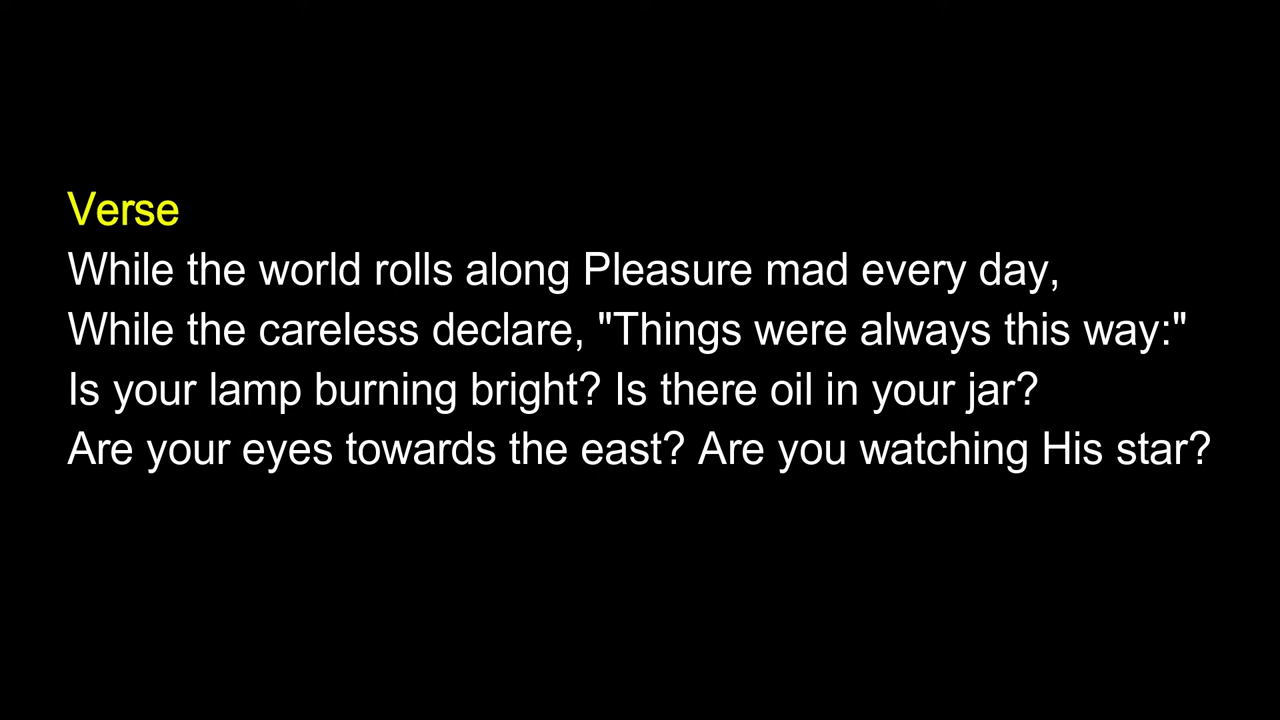 Verse
While the world rolls along Pleasure mad every day,
While the careless declare, "Things were always this way:"
Is your lamp burning bright? Is there oil in your jar?
Are your eyes towards the east? Are you watching His star?